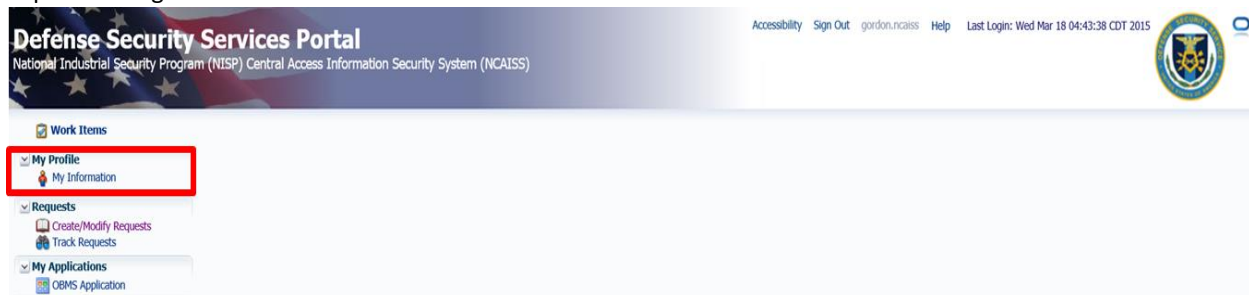 Defense Security Services Portal
National Industrial Security Program (NISP) Central Access Information Security System (NCAISS)
Accessibility Sign Out gordon.ncaiss Help Last Login: Wed Mar 18 04:43:38 CDT 2015
Work Items
My Profile
My Information
Requests
Create/Modify Requests
Track Requests
My Applications
OBMS Application